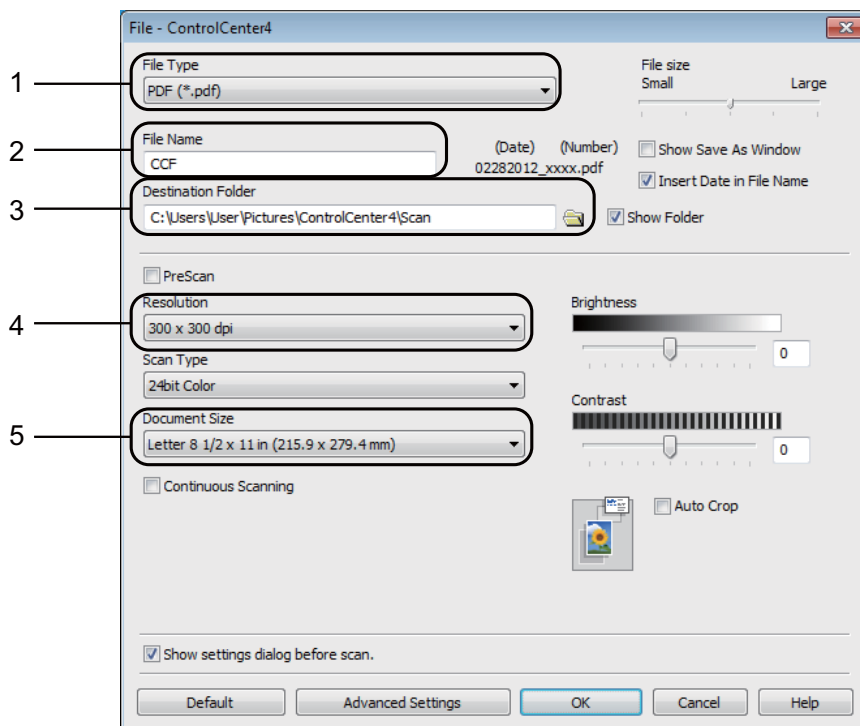 File - ControlCenter4
1
File Type
PDF (*.pdf)
File size
Small Large
2
File Name
CCF
(Date) (Number)
02282012_xxxx.pdf
Show Save As Window
Insert Date in File Name
3
Destination Folder
C:\Users\User\Pictures\ControlCenter4\Scan
Show Folder
PreScan
4
Resolution
300 x 300 dpi
Scan Type
24bit Color
5
Document Size
Letter 8 1/2 x 11 in (215.9 x 279.4 mm)
Continuous Scanning
Brightness
0
Contrast
0
Auto Crop
Show settings dialog before scan.
Default Advanced Settings OK Cancel Help